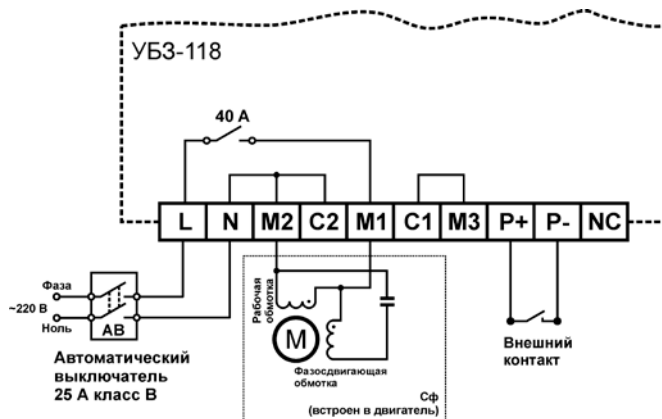 УБЗ-118
40 А
L N M2 C2 M1 C1 M3 P+ P- NC
Фаза
~220 В
Ноль
АВ
Автоматический
выключатель
25 А класс В
Рабочая
обмотка
М
Фазосдвигающая
обмотка
Сф
(встроен в двигатель)
Внешний
контакт